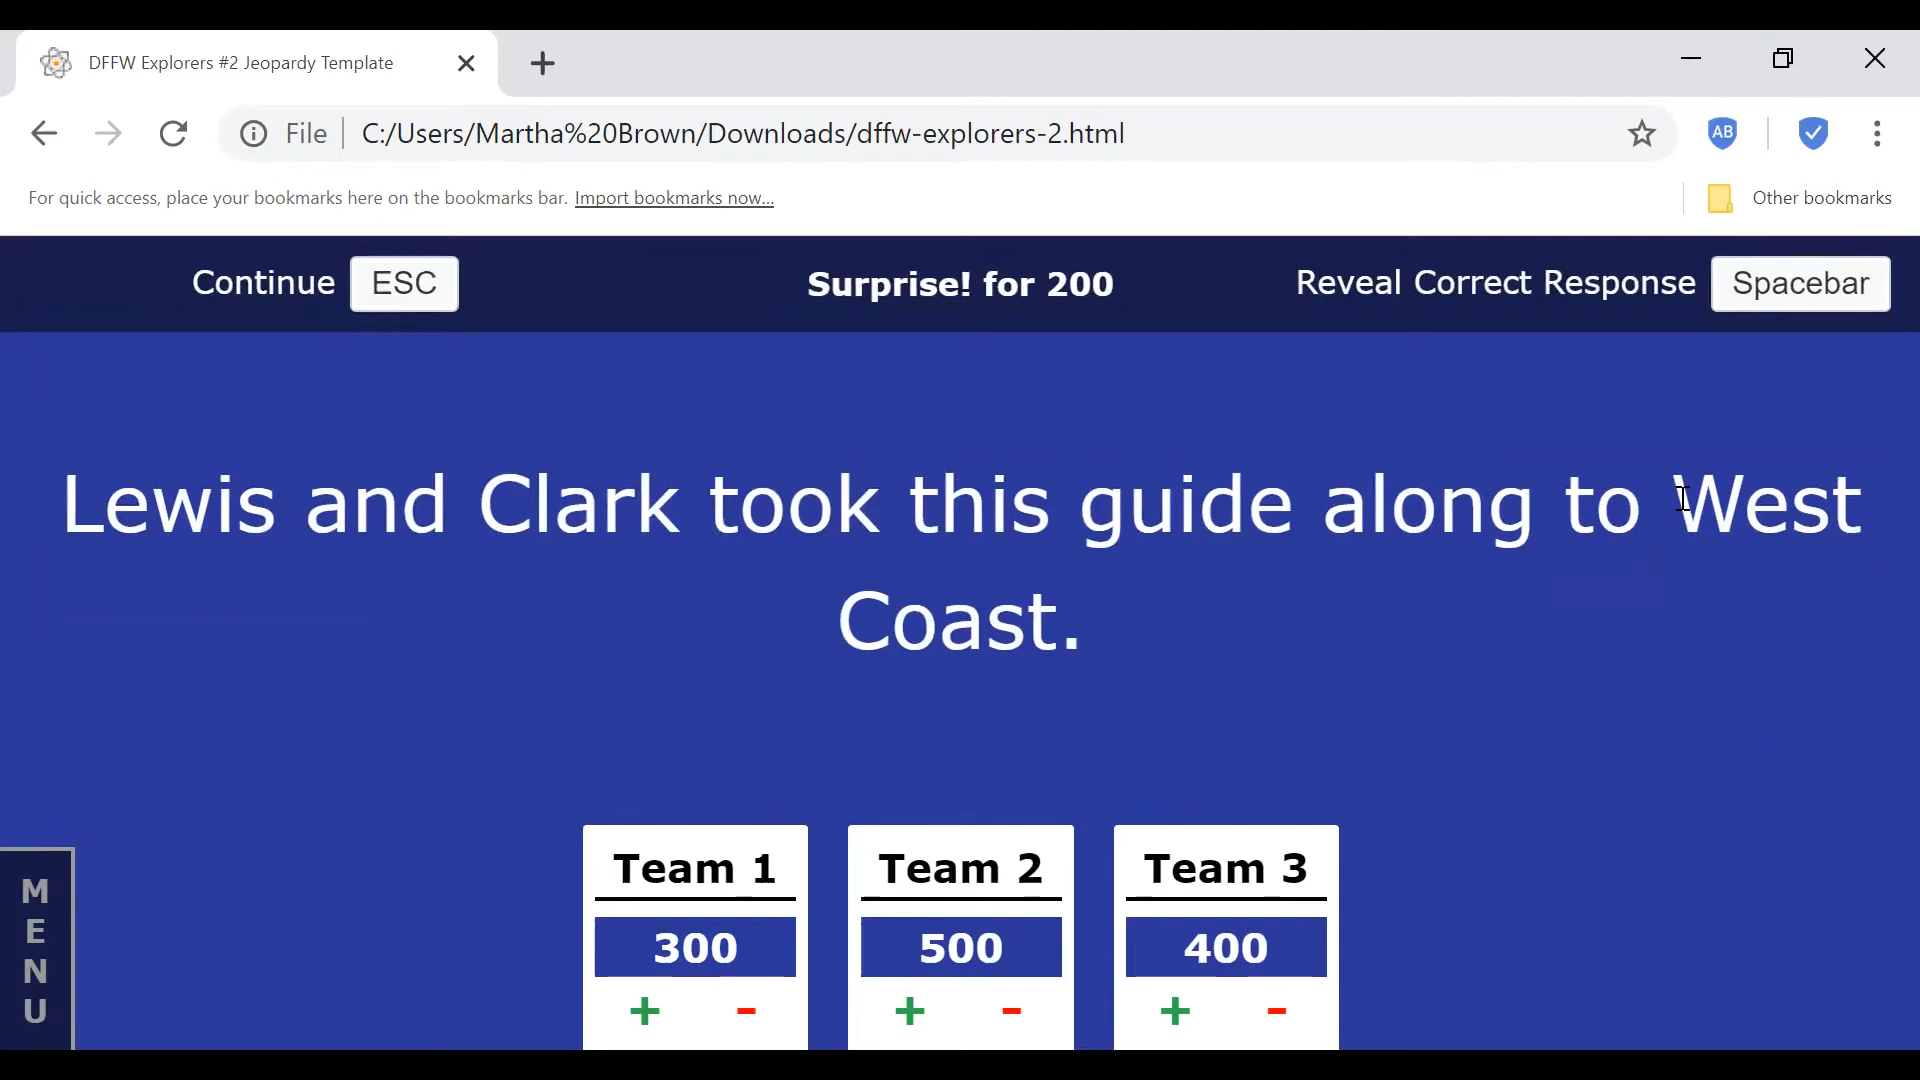 DFFW Explorers #2 Jeopardy Template
File C:/Users/Martha%20Brown/Downloads/dffw-explorers-2.html
AB
For quick access, place your bookmarks here on the bookmarks bar. Import bookmarks now...
Other bookmarks
Continue ESC
Surprise! for 200
Reveal Correct Response Spacebar
Lewis and Clark took this guide along to West
Coast.
Team 1 Team 2 Team 3
300 500 400
+ - + - + -
MENU